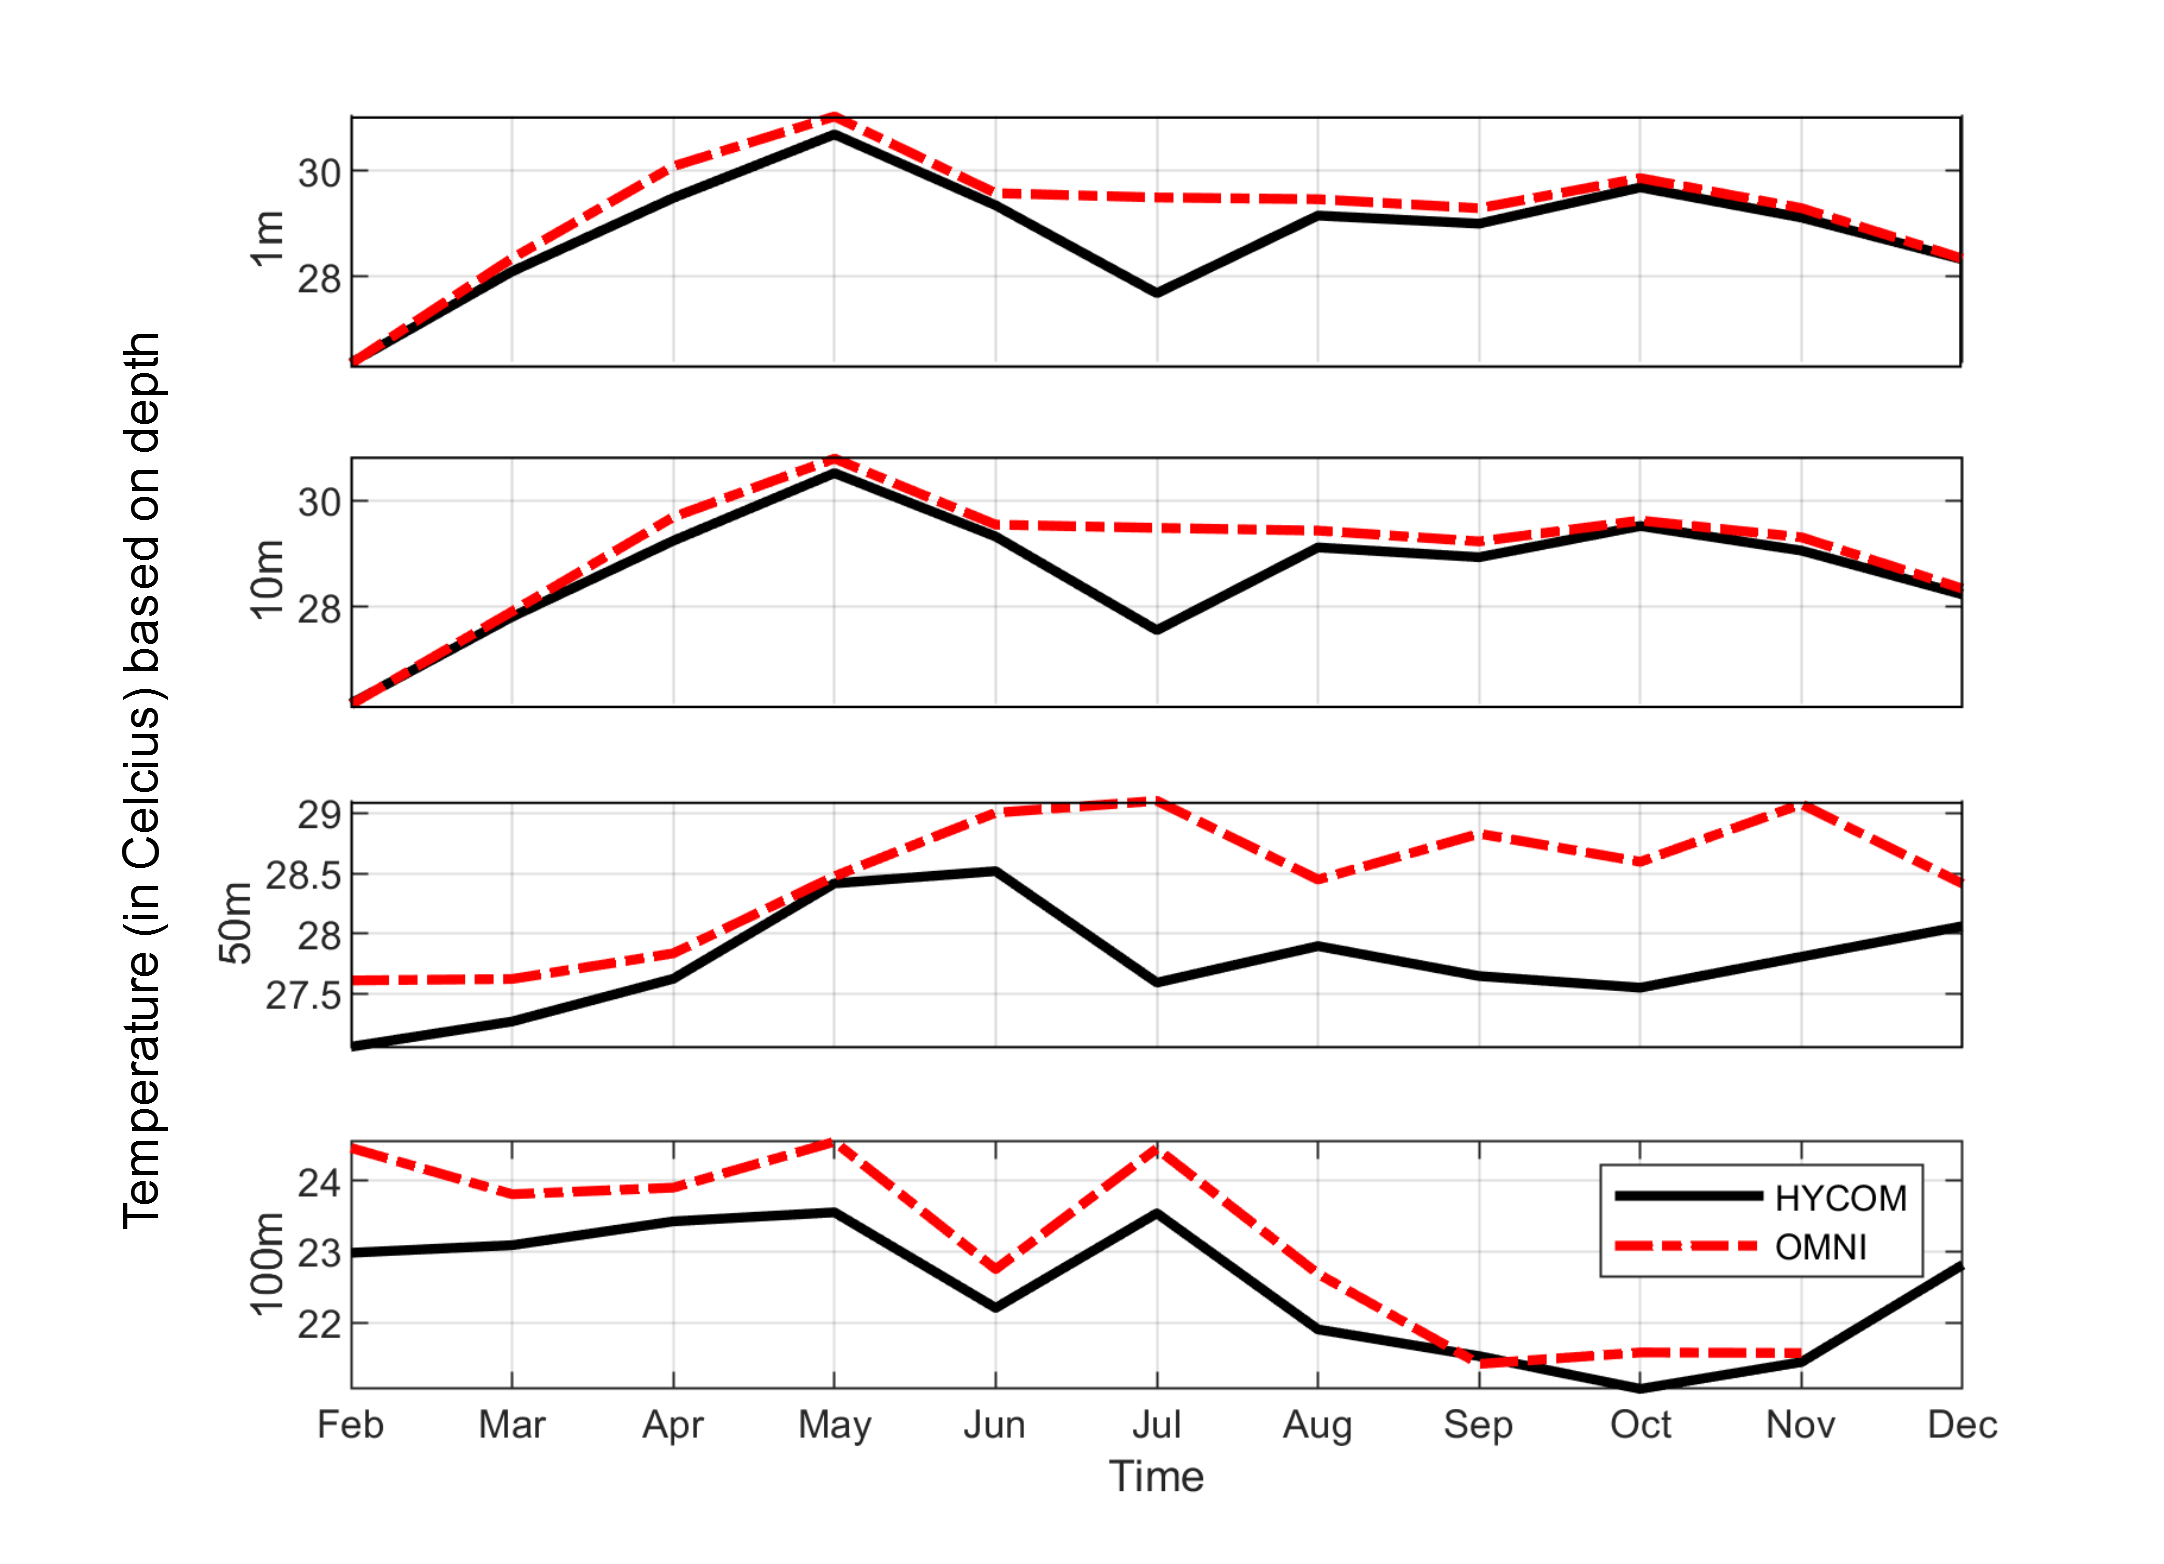 Temperature (in Celcius) based on depth
1m
30
28
10m
30
28
50m
29
28.5
28
27.5
100m
24
23
22
HYCOM
OMNI
Feb Mar Apr May Jun Jul Aug Sep Oct Nov Dec
Time